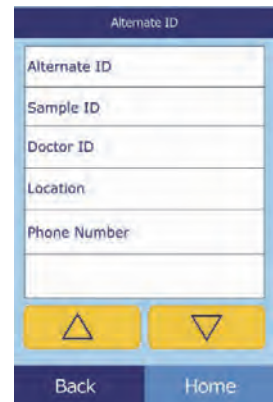 Alternate ID
Alternate ID
Sample ID
Doctor ID
Location
Phone Number
Back
Home